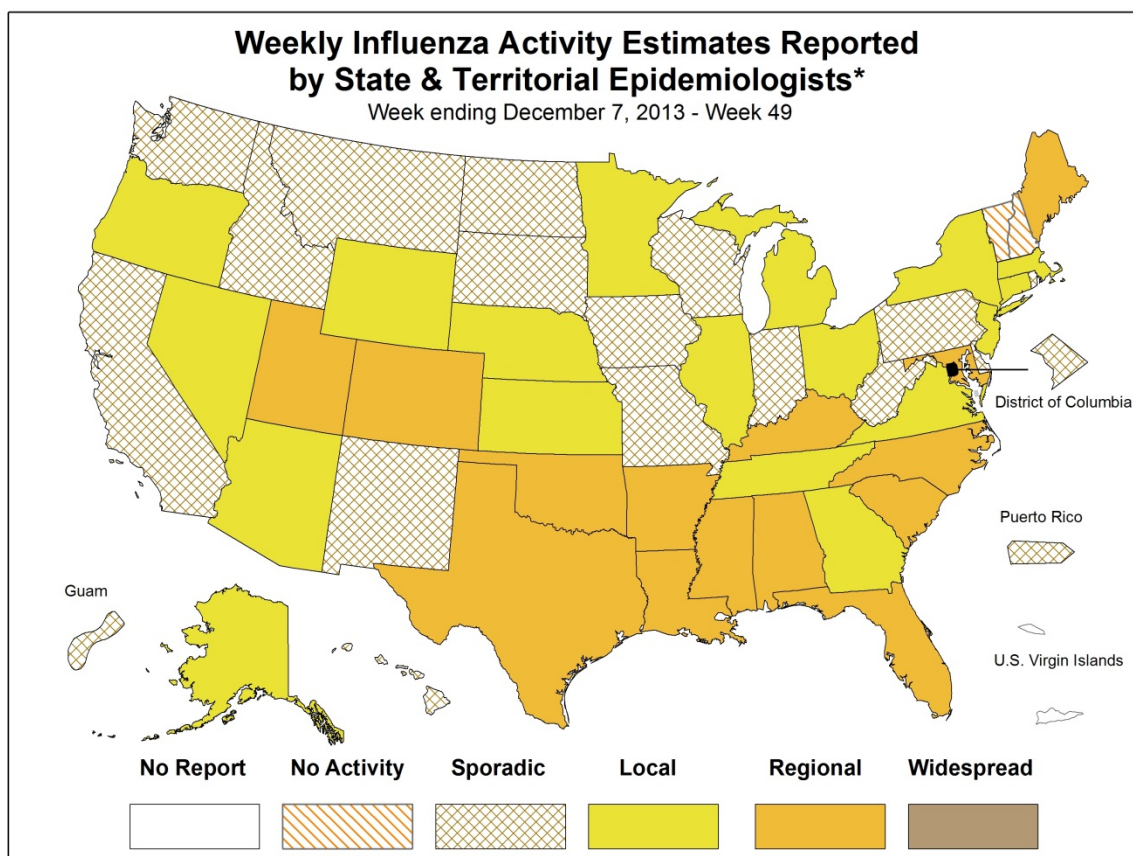 Weekly Influenza Activity Estimates Reported
by State & Territorial Epidemiologists*
Week ending December 7, 2013 - Week 49
District of Columbia
Puerto Rico
Guam
U.S. Virgin Islands
No Report No Activity Sporadic Local Regional Widespread